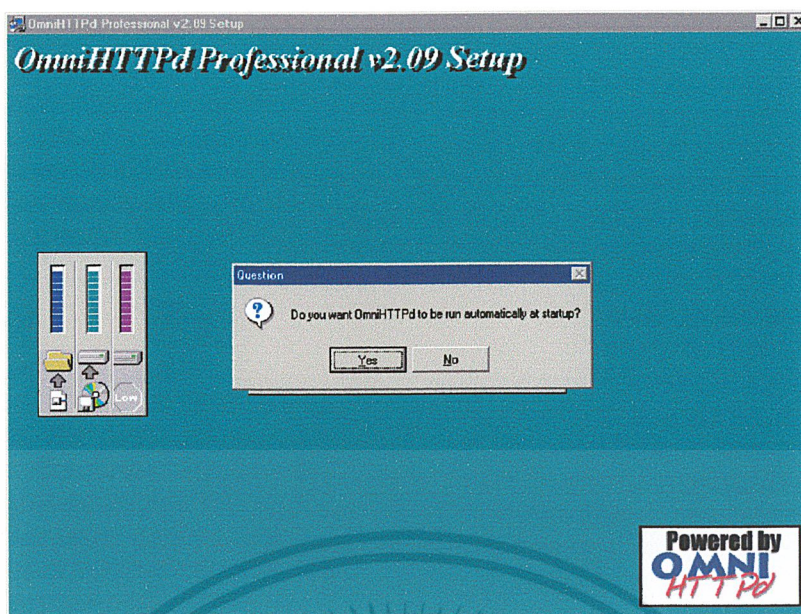 OmniHTTPd Professional v2.09 Setup
OmniHTTPd Professional v2.09 Setup
Question
Do you want OmniHTTPd to be run automatically at startup?
Yes
No
Low
Powered by
OMNI
HTTPd